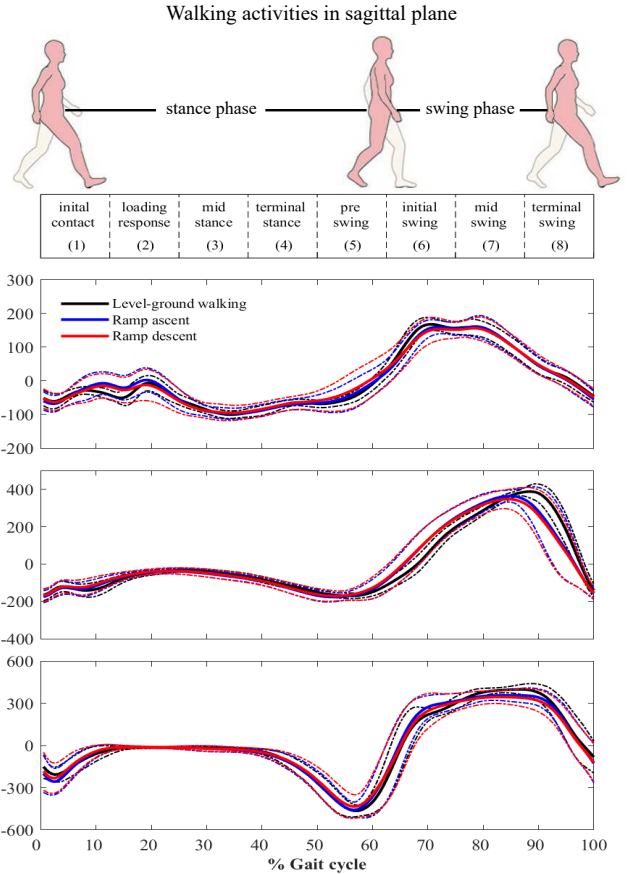 Walking activities in sagittal plane
stance phase
swing phase
inital contact (1)
loading response (2)
mid stance (3)
terminal stance (4)
pre swing (5)
initial swing (6)
mid swing (7)
terminal swing (8)
300
200
100
0
-100
-200
Level-ground walking
Ramp ascent
Ramp descent
400
200
0
-200
-400
600
300
0
-300
-600
0 10 20 30 40 50 60 70 80 90 100
% Gait cycle